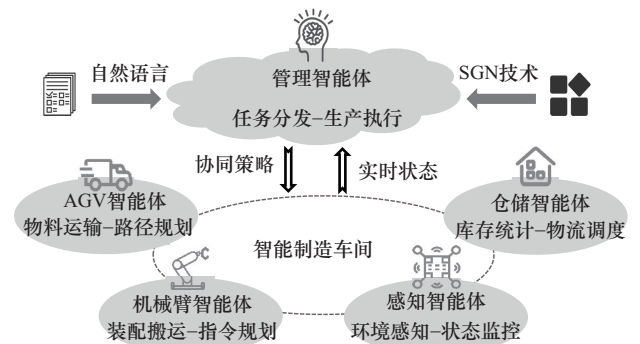 自然语言
管理智能体
SGN技术
任务分发–生产执行
协同策略
实时状态
AGV智能体
物料运输–路径规划
仓储智能体
库存统计–物流调度
智能制造车间
机械臂智能体
装配搬运–指令规划
感知智能体
环境感知–状态监控